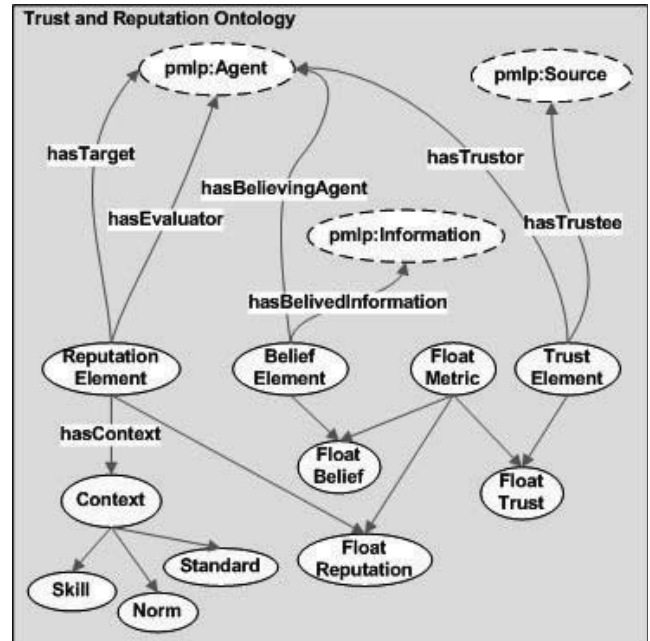 Trust and Reputation Ontology
pmlp:Agent
pmlp:Source
hasTarget
hasTrustor
hasBelievingAgent
hasEvaluator
hasTrustee
pmlp:Information
hasBelivedInformation
Reputation
Element
Belief
Element
Float
Metric
Trust
Element
hasContext
Float
Belief
Float
Trust
Context
Float
Reputation
Standard
Skill
Norm